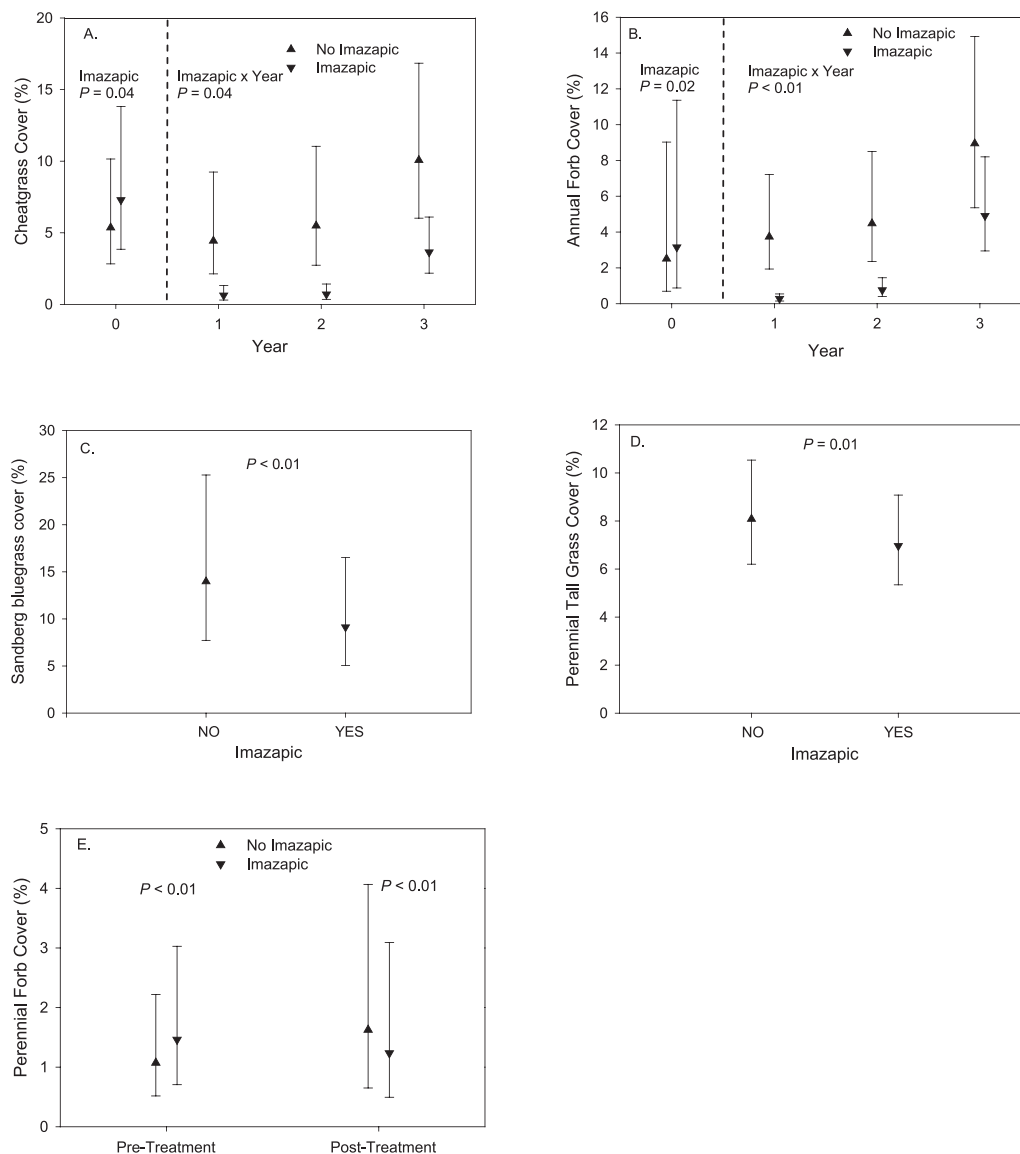 A.
▲ No Imazapic
▼ Imazapic
Imazapic
P = 0.04
Imazapic x Year
P = 0.04
Cheatgrass Cover (%)
20
15
10
5
0
0 1 2 3
Year
B.
▲ No Imazapic
▼ Imazapic
Imazapic
P = 0.02
Imazapic x Year
P < 0.01
Annual Forb Cover (%)
16
14
12
10
8
6
4
2
0
0 1 2 3
Year
C.
P < 0.01
Sandberg bluegrass cover (%)
30
25
20
15
10
5
0
NO YES
Imazapic
D.
P = 0.01
Perennial Tall Grass Cover (%)
12
10
8
6
4
2
0
NO YES
Imazapic
E.
▲ No Imazapic
▼ Imazapic
P < 0.01
P < 0.01
Perennial Forb Cover (%)
5
4
3
2
1
0
Pre-Treatment Post-Treatment